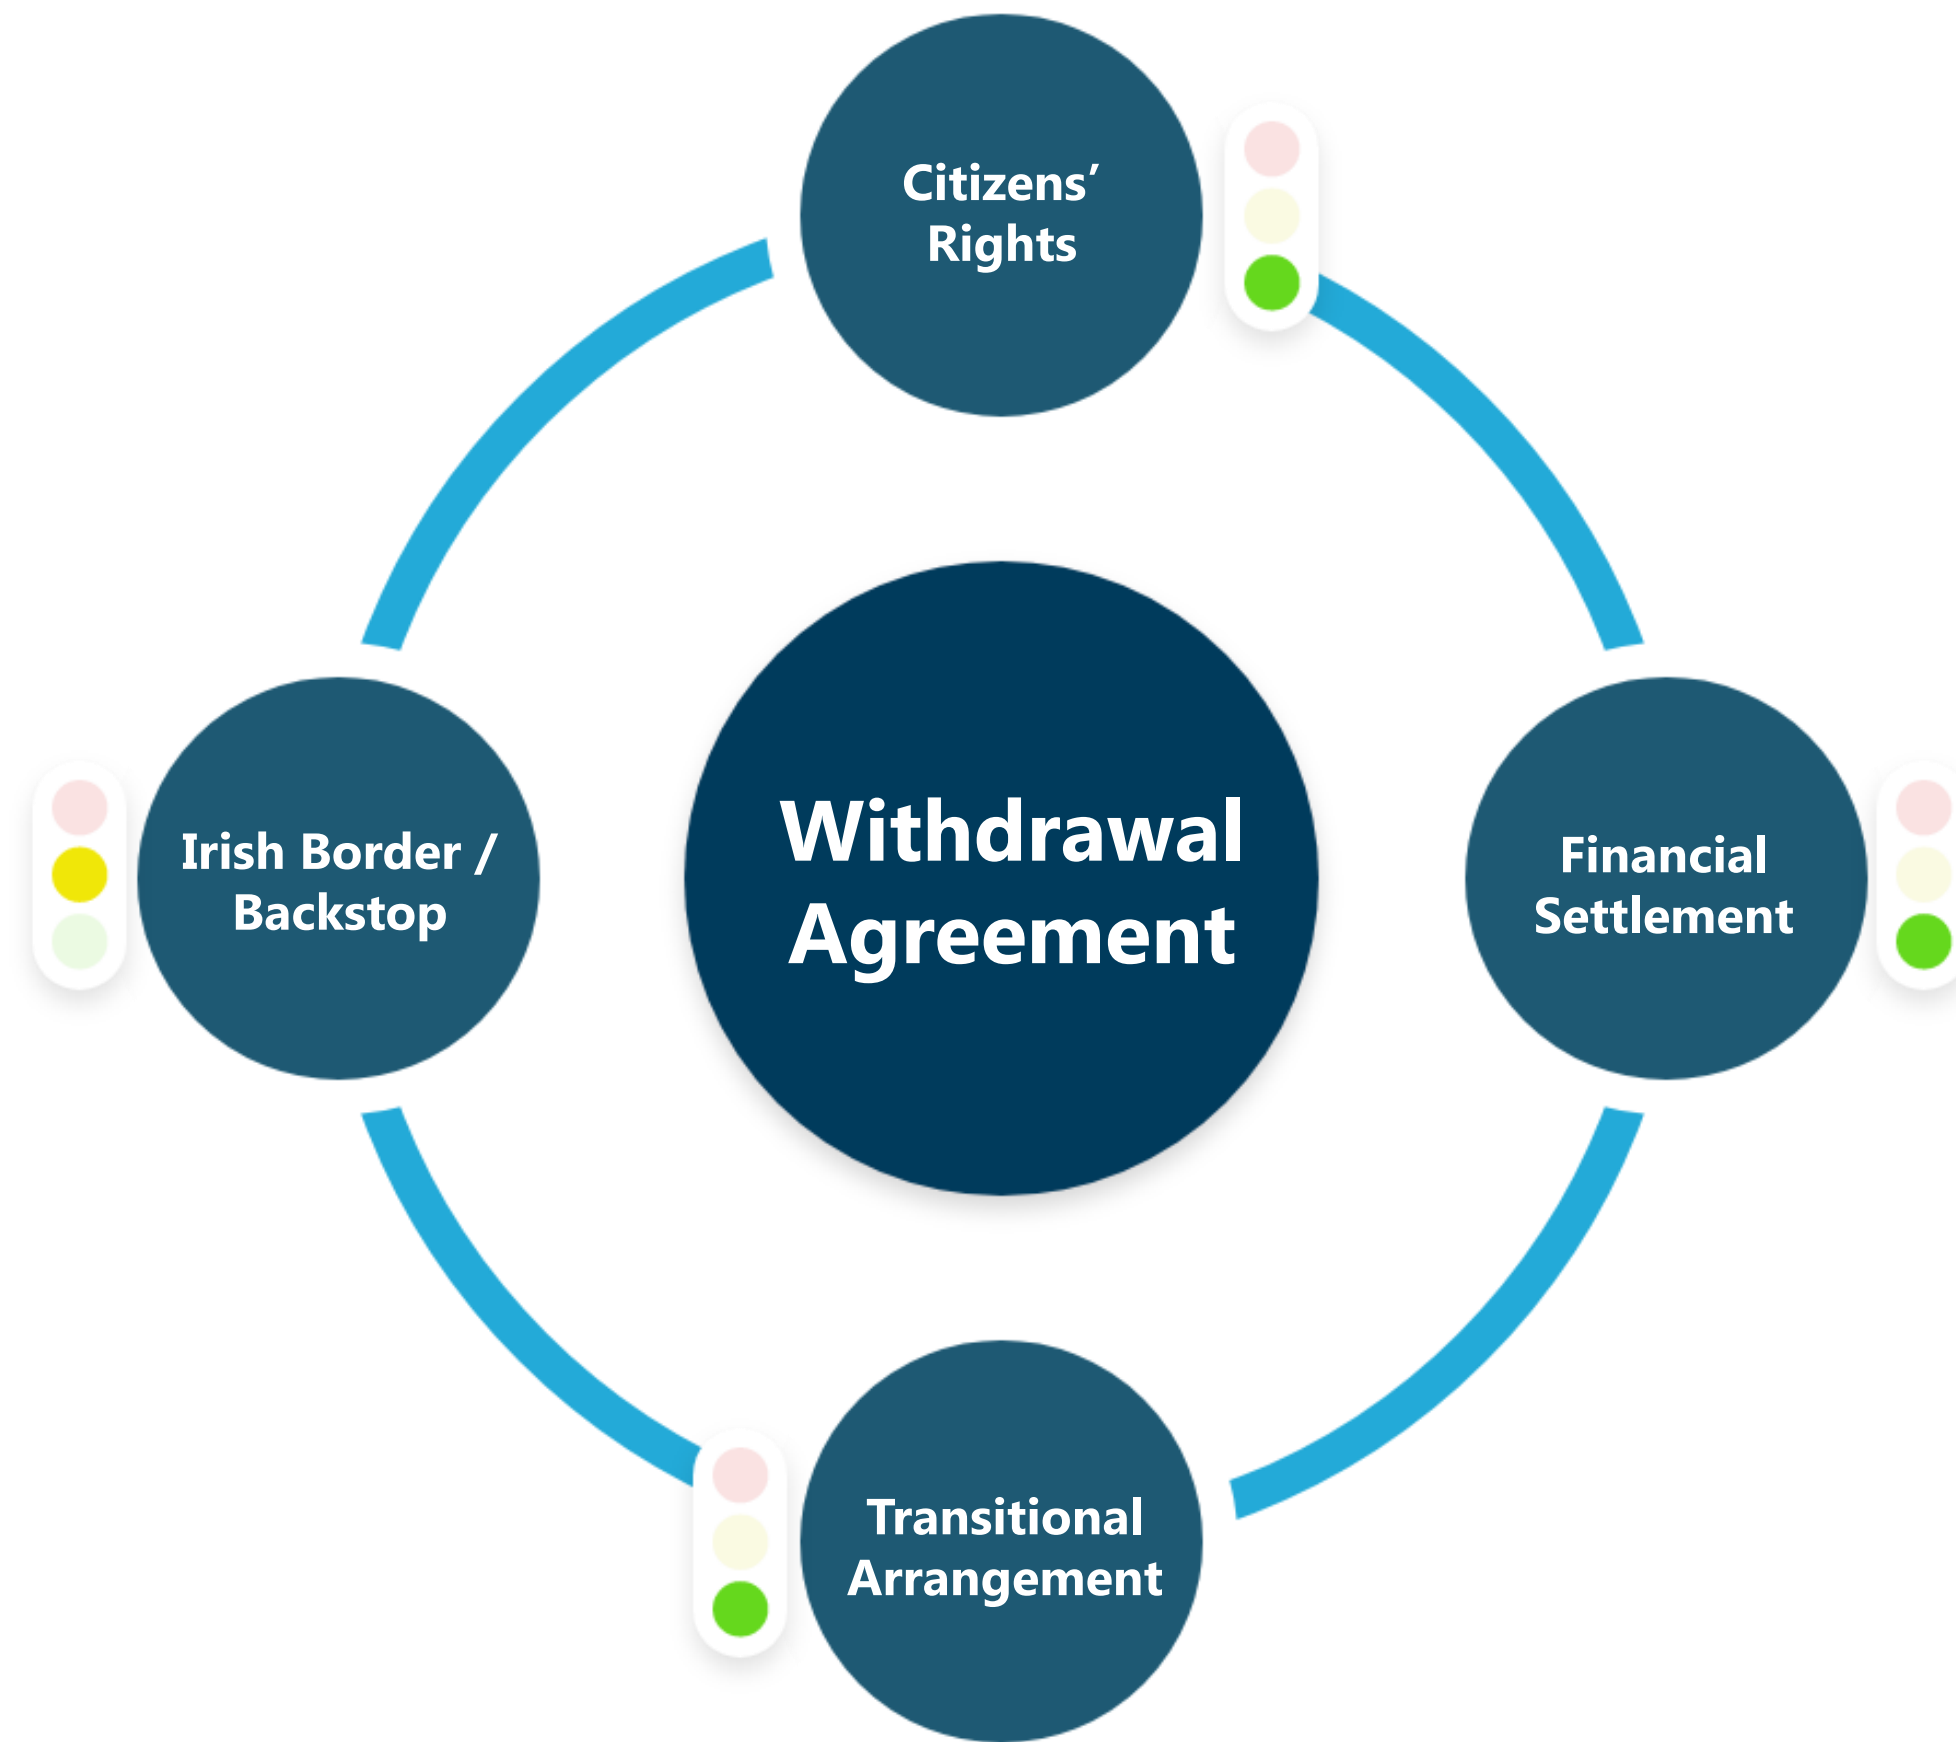 Citizens’
Rights
Irish Border /
Backstop
Withdrawal
Agreement
Financial
Settlement
Transitional
Arrangement